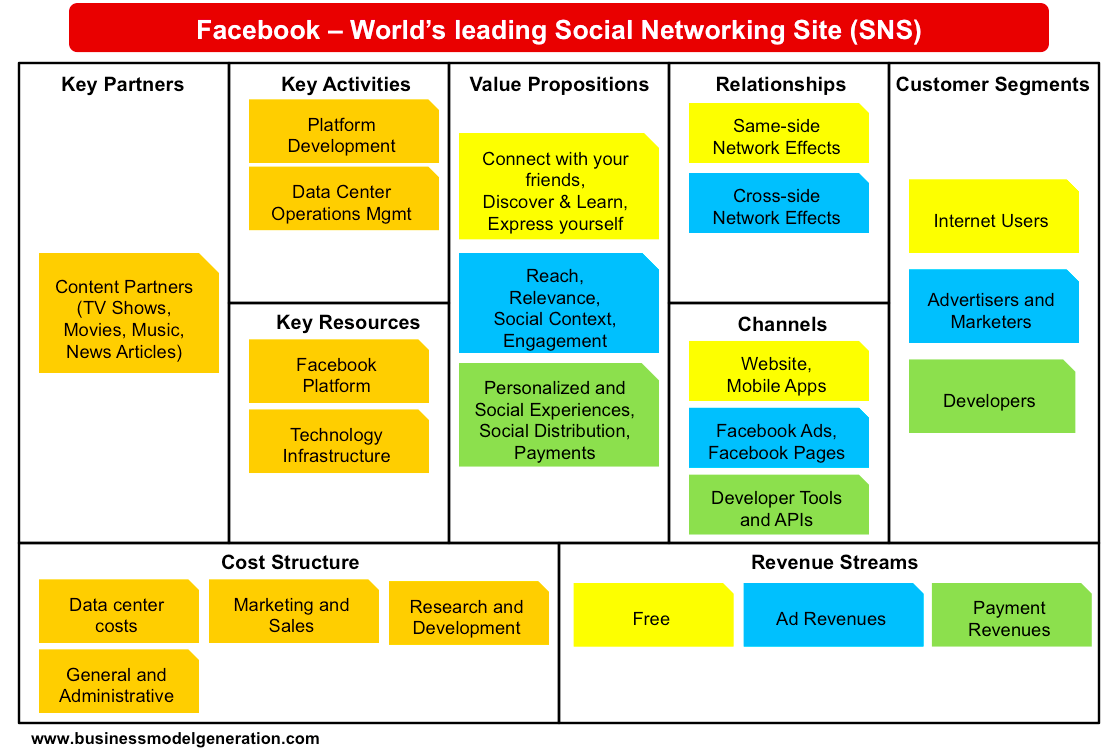 Facebook – World’s leading Social Networking Site (SNS)
Key Partners
Content Partners
(TV Shows,
Movies, Music,
News Articles)
Key Activities
Platform
Development
Data Center
Operations Mgmt
Key Resources
Facebook
Platform
Technology
Infrastructure
Value Propositions
Connect with your
friends,
Discover & Learn,
Express yourself
Reach,
Relevance,
Social Context,
Engagement
Personalized and
Social Experiences,
Social Distribution,
Payments
Relationships
Same-side
Network Effects
Cross-side
Network Effects
Channels
Website,
Mobile Apps
Facebook Ads,
Facebook Pages
Developer Tools
and APIs
Customer Segments
Internet Users
Advertisers and
Marketers
Developers
Cost Structure
Data center
costs
Marketing and
Sales
Research and
Development
General and
Administrative
Revenue Streams
Free
Ad Revenues
Payment
Revenues
www.businessmodelgeneration.com